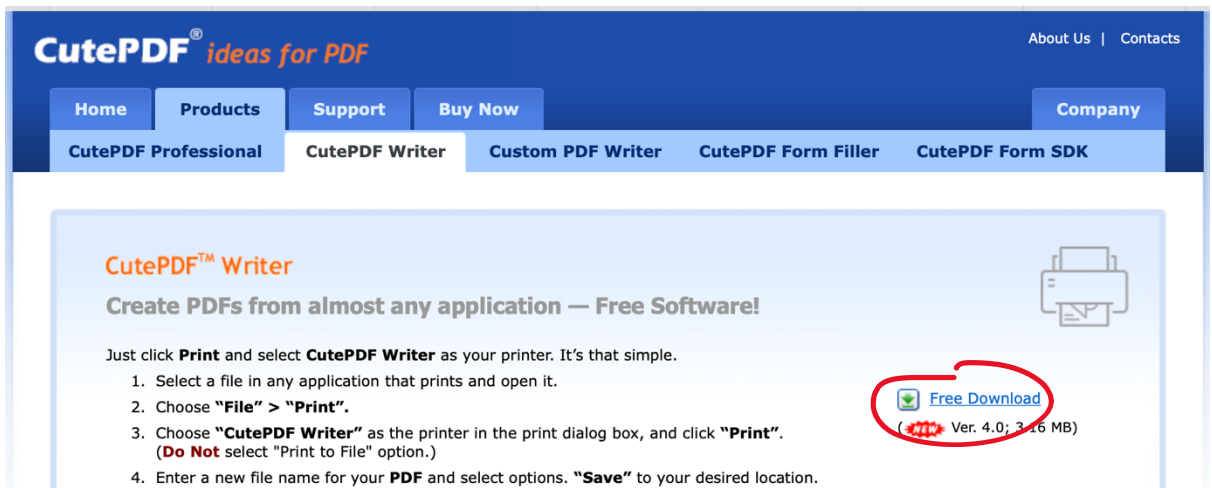 CutePDF® ideas for PDF
About Us | Contacts
Home Products Support Buy Now Company
CutePDF Professional CutePDF Writer Custom PDF Writer CutePDF Form Filler CutePDF Form SDK
CutePDF™ Writer
Create PDFs from almost any application — Free Software!
Just click Print and select CutePDF Writer as your printer. It’s that simple.
1. Select a file in any application that prints and open it.
2. Choose “File” > “Print”.
3. Choose “CutePDF Writer” as the printer in the print dialog box, and click “Print”.
(Do Not select "Print to File" option.)
4. Enter a new file name for your PDF and select options. “Save” to your desired location.
Free Download
(NEW Ver. 4.0; 3.16 MB)